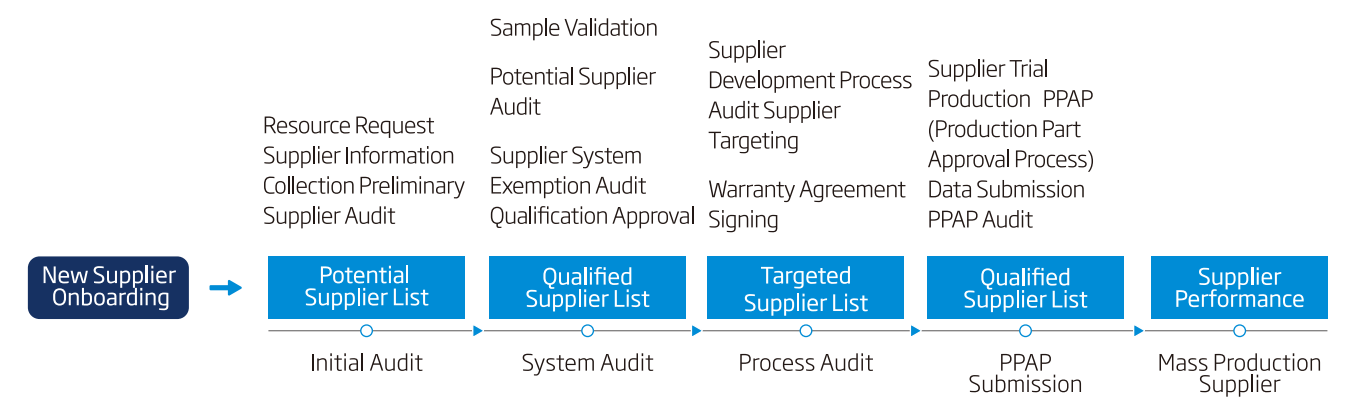 Resource Request
Supplier Information
Collection Preliminary
Supplier Audit
Sample Validation
Potential Supplier
Audit
Supplier System
Exemption Audit
Qualification Approval
Supplier
Development Process
Audit Supplier
Targeting
Warranty Agreement
Signing
Supplier Trial
Production PPAP
(Production Part
Approval Process)
Data Submission
PPAP Audit
New Supplier
Onboarding
Potential
Supplier List
Qualified
Supplier List
Targeted
Supplier List
Qualified
Supplier List
Supplier
Performance
Initial Audit
System Audit
Process Audit
PPAP
Submission
Mass Production
Supplier